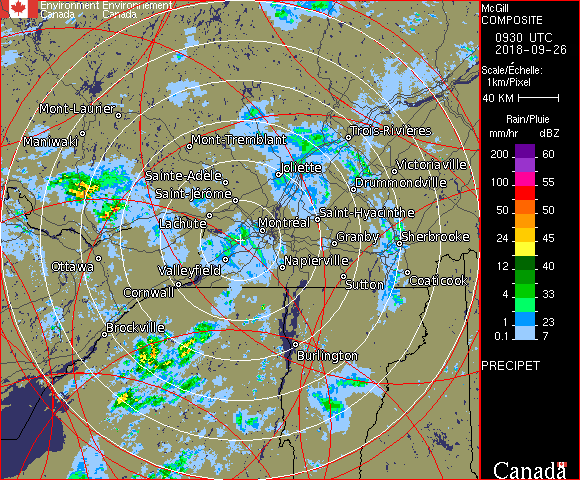 Environment Environnement
Canada Canada
McGill
COMPOSITE
0930 UTC
2018-09-26
Scale/Échelle:
1km/Pixel
40 KM
Rain/Pluie
mm/hr dBZ
200 60
100 55
50 50
50 45
24 40
12 40
4 33
1 23
0.1 7
PRECIPET
Canada
Mont-Laurier
Maniwaki
Mont-Tremblant
Trois-Rivières
Joliette
Victoriaville
Sainte-Adèle
Drummondville
Saint-Jérôme
Saint-Hyacinthe
Lachute
Montréal
Granby
Sherbrooke
Ottawa
Valleyfield
Napierville
Cornwall
Sutton
Coaticook
Brockville
Burlington